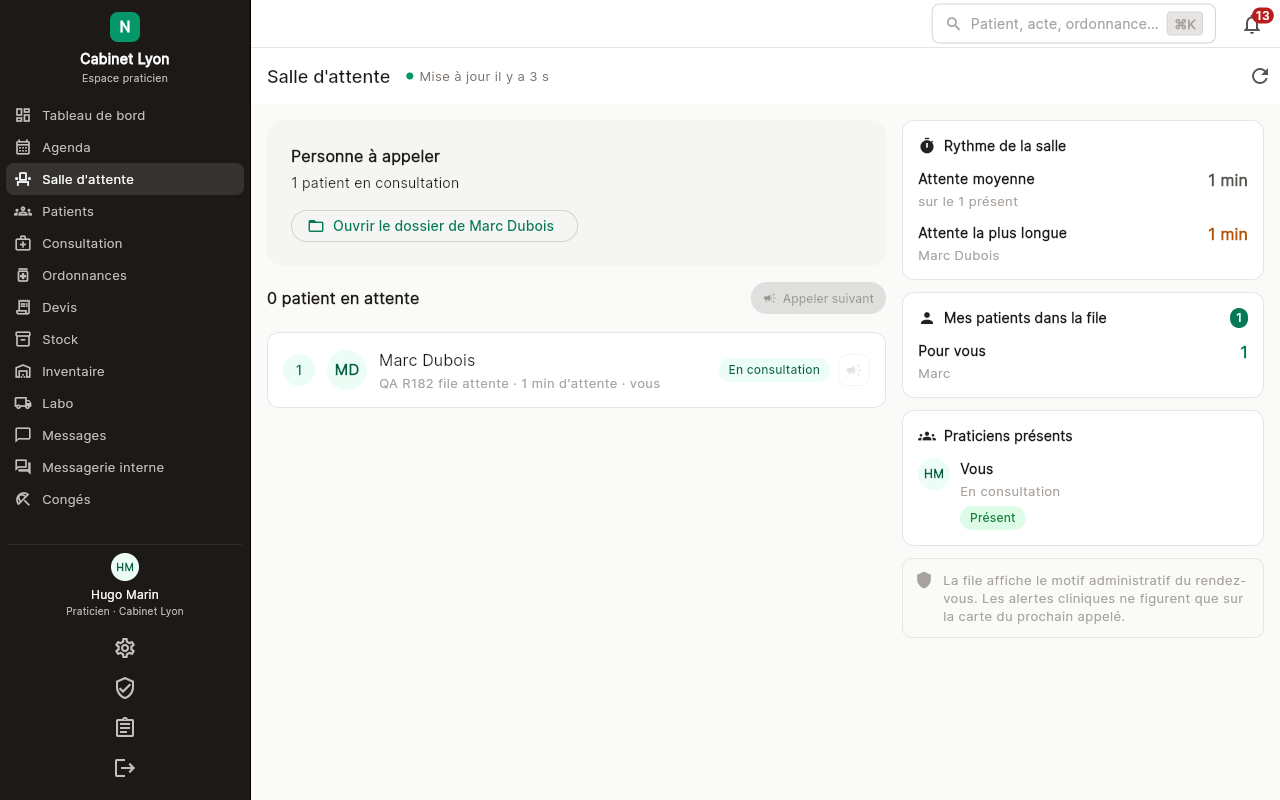 N
Cabinet Lyon
Espace praticien
Tableau de bord
Agenda
Salle d'attente
Patients
Consultation
Ordonnances
Devis
Stock
Inventaire
Labo
Messages
Messagerie interne
Congés
HM
Hugo Marin
Praticien · Cabinet Lyon
Patient, acte, ordonnance... ⌘K
13
Salle d'attente
Mise à jour il y a 3 s
Personne à appeler
1 patient en consultation
Ouvrir le dossier de Marc Dubois
0 patient en attente
Appeler suivant
1
MD
Marc Dubois
QA R182 file attente · 1 min d'attente · vous
En consultation
Rythme de la salle
Attente moyenne
1 min
sur le 1 présent
Attente la plus longue
1 min
Marc Dubois
Mes patients dans la file
1
Pour vous
1
Marc
Praticiens présents
HM
Vous
En consultation
Présent
La file affiche le motif administratif du rendez-
vous. Les alertes cliniques ne figurent que sur
la carte du prochain appelé.